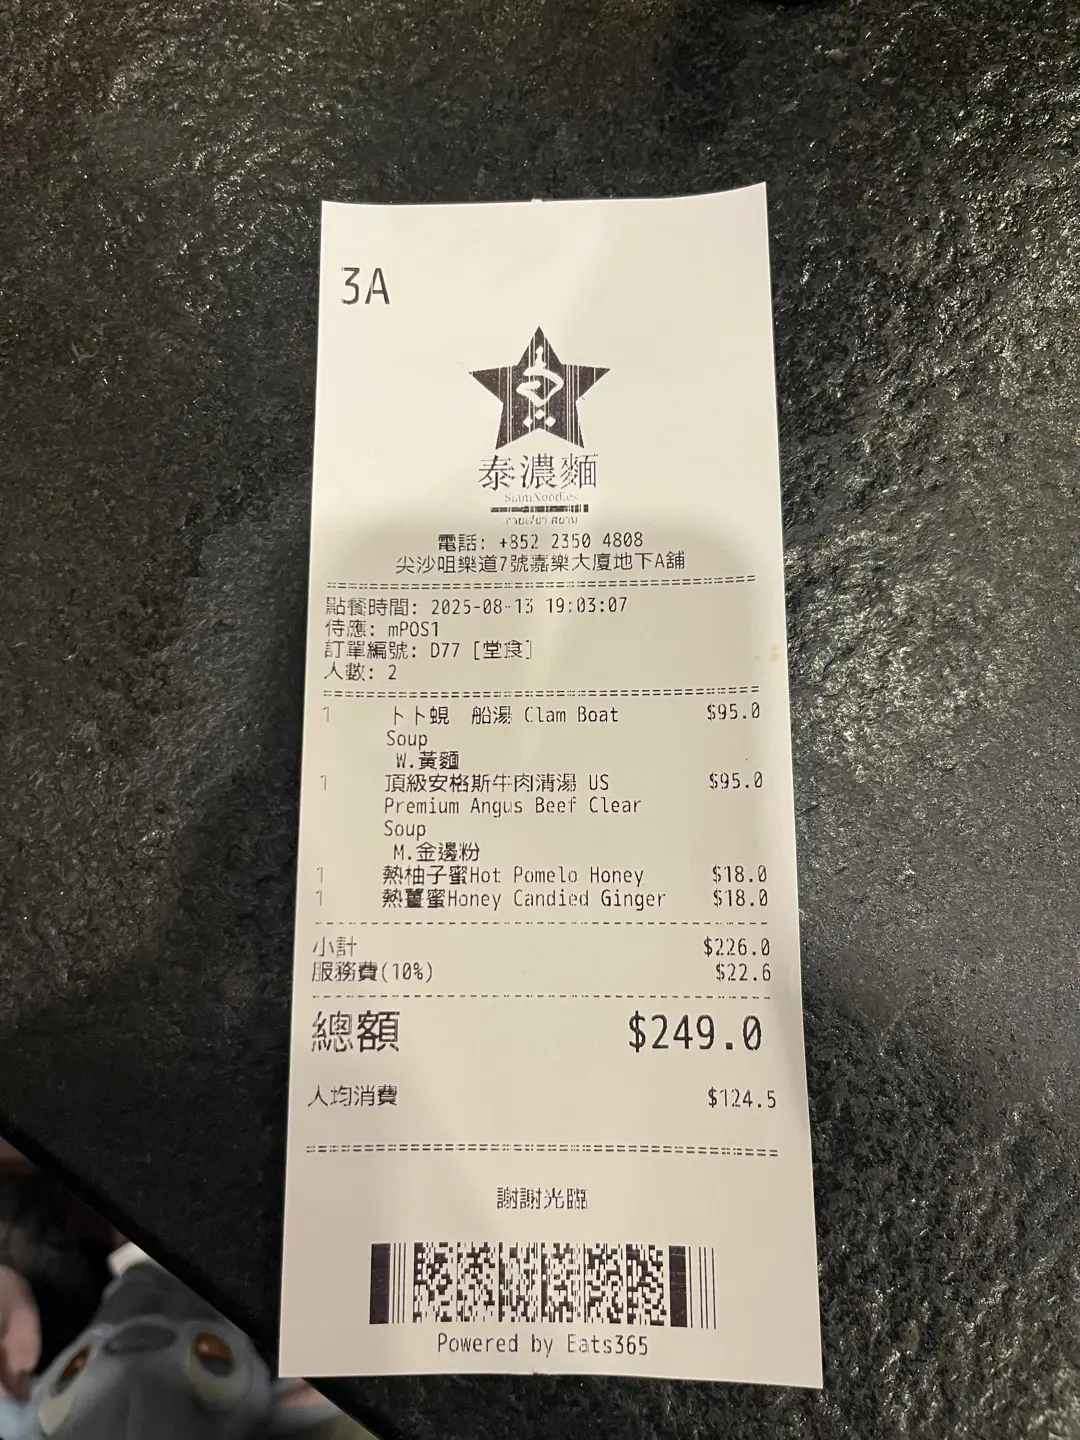 3A
泰濃麵
SiamNoodles
電話: +852 2350 4808
尖沙咀樂道7號嘉樂大廈地下A舖
點餐時間: 2025-08-13 19:03:07
侍應: mPOS1
訂單編號: D77 [堂食]
人數: 2
1 卜卜蜆 船湯 Clam Boat $95.0
Soup
W.黃麵
1 頂級安格斯牛肉清湯 US $95.0
Premium Angus Beef Clear
Soup
M.金邊粉
1 熱柚子蜜Hot Pomelo Honey $18.0
1 熱薑蜜Honey Candied Ginger $18.0
小計 $226.0
服務費(10%) $22.6
總額 $249.0
人均消費 $124.5
謝謝光臨
Powered by Eats365